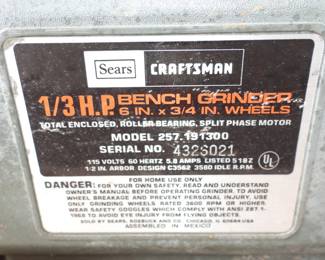 Sears CRAFTSMAN
1/3 H.P. BENCH GRINDER
6 IN. x 3/4 IN. WHEELS
TOTAL ENCLOSED, ROLLER BEARING, SPLIT PHASE MOTOR
MODEL 257.191300
SERIAL NO. 4326021
115 VOLTS 60 HERTZ 5.8 AMPS LISTED 518Z
1/2 IN. ARBOR DESIGN C3562 3580 IDLE R.P.M.
UL
DANGER: FOR YOUR OWN SAFETY, READ AND UNDERSTAND
OWNER'S MANUAL BEFORE OPERATING GRINDER. TO AVOID
WHEEL BREAKAGE AND PREVENT PERSONAL INJURY, USE
ONLY GRINDING WHEELS RATED 3600 RPM OR HIGHER.
WEAR SAFETY GOGGLES WHICH COMPLY WITH ANSI Z87.1-
1968 TO AVOID EYE INJURY FROM FLYING OBJECTS.
SOLD BY SEARS, ROEBUCK AND CO. CHICAGO, IL 60684 USA
ASSEMBLED IN MEXICO